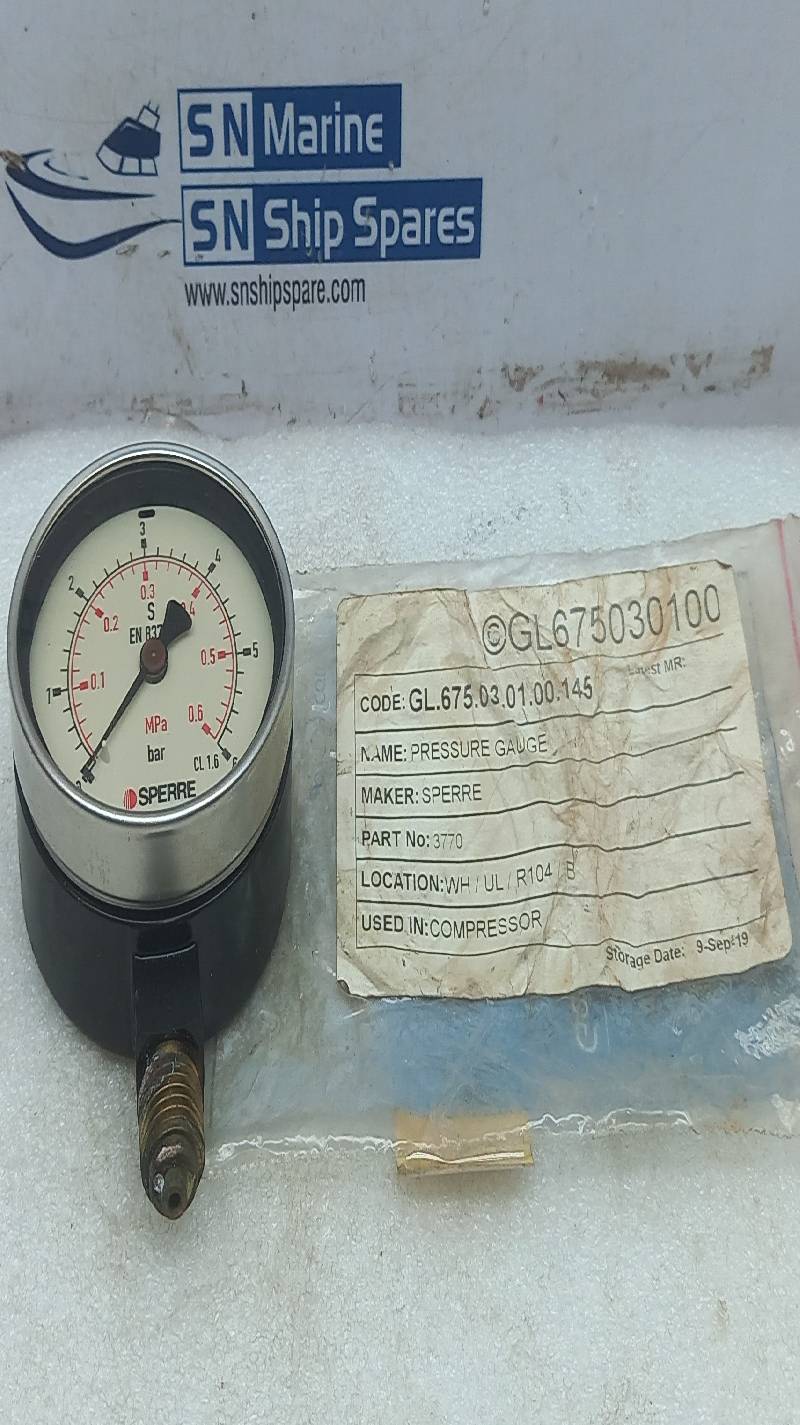 SN Marine
SN Ship Spares
www.snshipspare.com
3
2 4
0.3
0.2
S
EN 837
1 0.1 0.5 5
MPa 0.6
bar CL 1.6 6
SPERRE
©GL675030100
MR:
CODE: GL.675.03.01.00.145
NAME: PRESSURE GAUGE
MAKER: SPERRE
PART No: 3770
LOCATION: WH / UL / R104 / B
USED IN: COMPRESSOR
Storage Date: 9-Sep-19